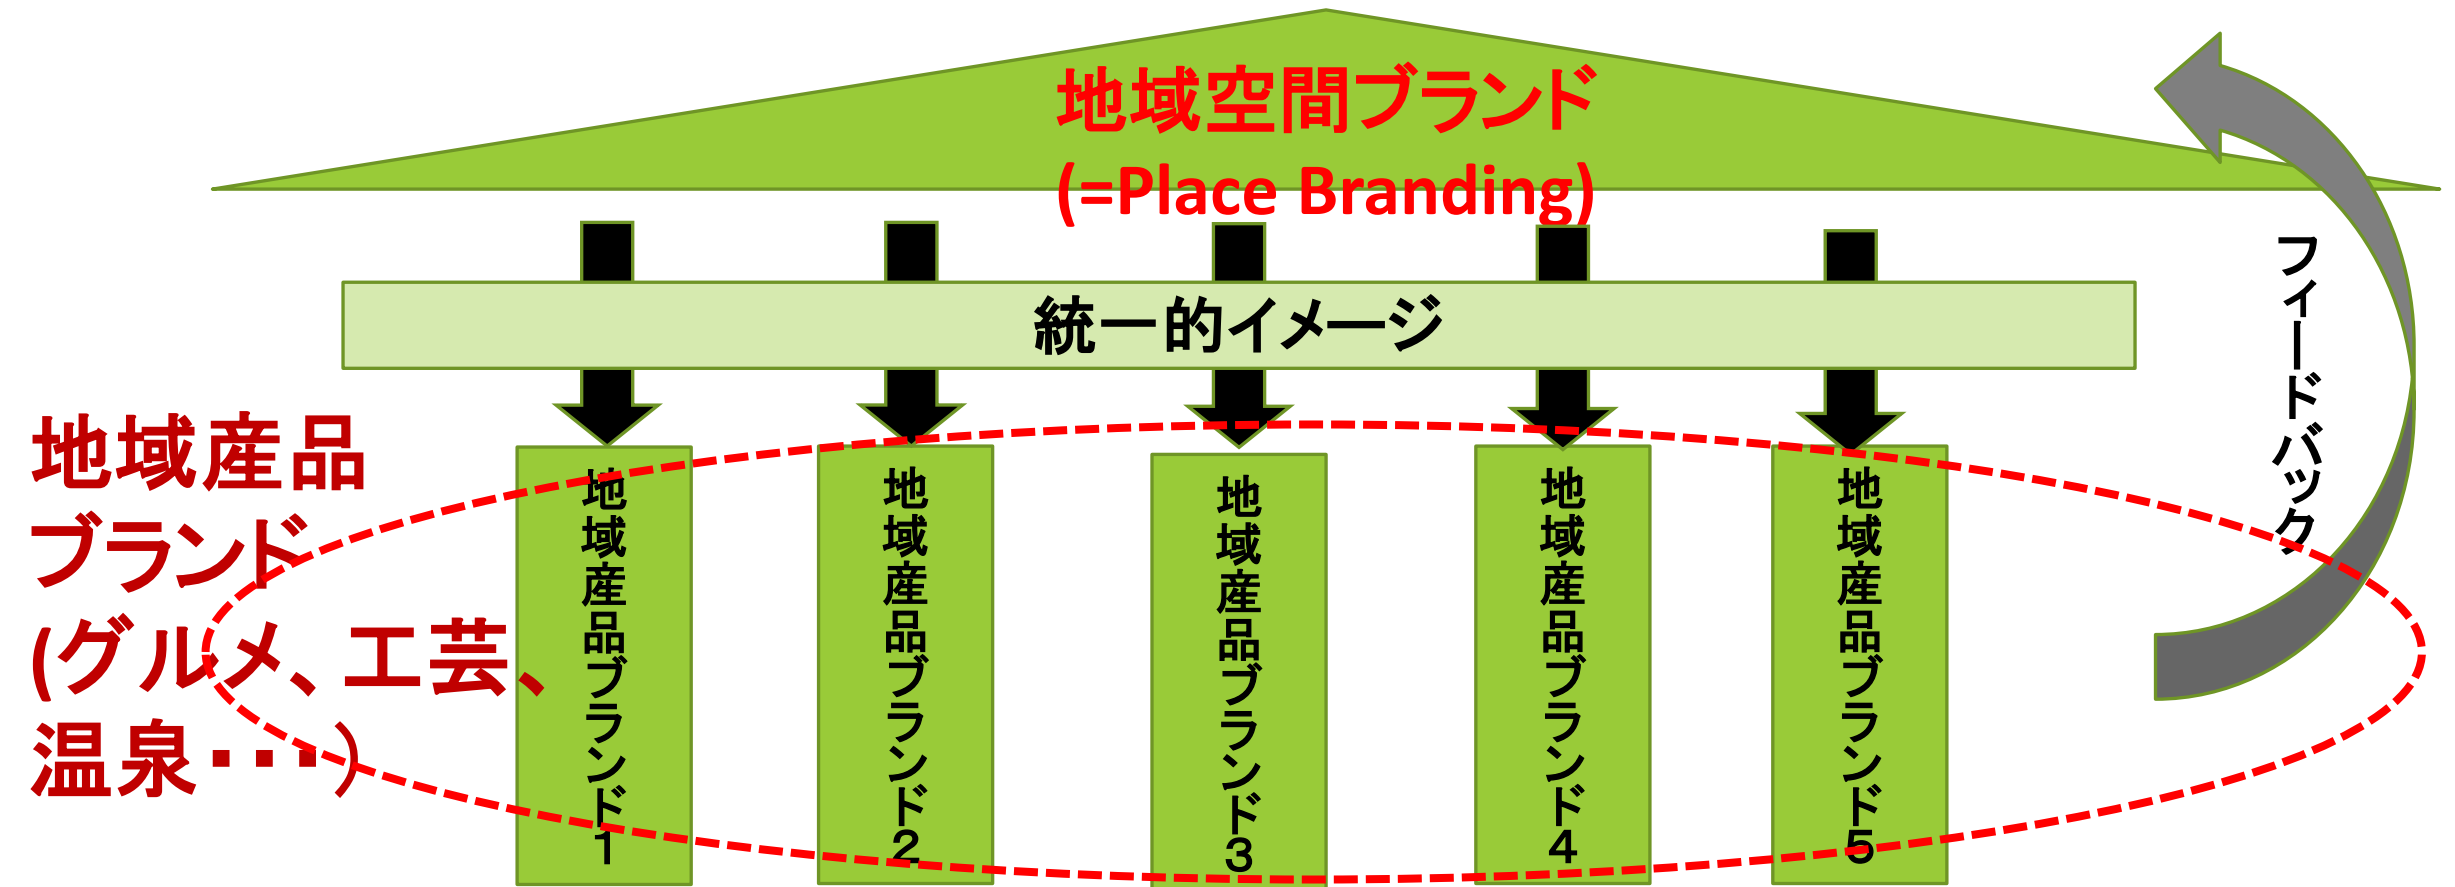 地域空間ブランド
(=Place Branding)
統一的イメージ
フィードバック
地域産品
ブランド
(グルメ、工芸、
温泉・・・)
地域産品ブランド１
地域産品ブランド２
地域産品ブランド３
地域産品ブランド４
地域産品ブランド５